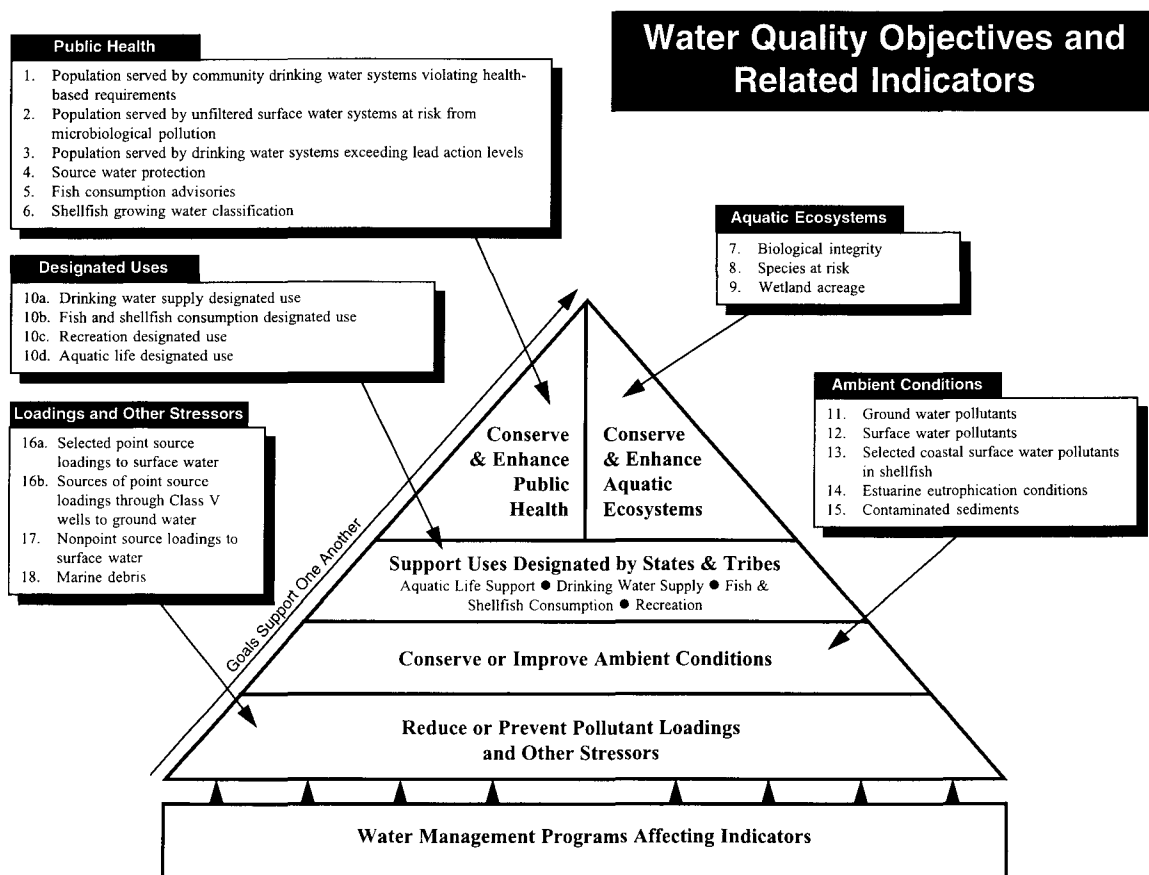 Water Quality Objectives and
Related Indicators
Public Health
1. Population served by community drinking water systems violating health-
based requirements
2. Population served by unfiltered surface water systems at risk from
microbiological pollution
3. Population served by drinking water systems exceeding lead action levels
4. Source water protection
5. Fish consumption advisories
6. Shellfish growing water classification
Aquatic Ecosystems
7. Biological integrity
8. Species at risk
9. Wetland acreage
Designated Uses
10a. Drinking water supply designated use
10b. Fish and shellfish consumption designated use
10c. Recreation designated use
10d. Aquatic life designated use
Ambient Conditions
11. Ground water pollutants
12. Surface water pollutants
13. Selected coastal surface water pollutants
in shellfish
14. Estuarine eutrophication conditions
15. Contaminated sediments
Loadings and Other Stressors
16a. Selected point source
loadings to surface water
16b. Sources of point source
loadings through Class V
wells to ground water
17. Nonpoint source loadings to
surface water
18. Marine debris
Goals Support One Another
Conserve
& Enhance
Public
Health
Conserve
& Enhance
Aquatic
Ecosystems
Support Uses Designated by States & Tribes
Aquatic Life Support ● Drinking Water Supply ● Fish &
Shellfish Consumption ● Recreation
Conserve or Improve Ambient Conditions
Reduce or Prevent Pollutant Loadings
and Other Stressors
Water Management Programs Affecting Indicators